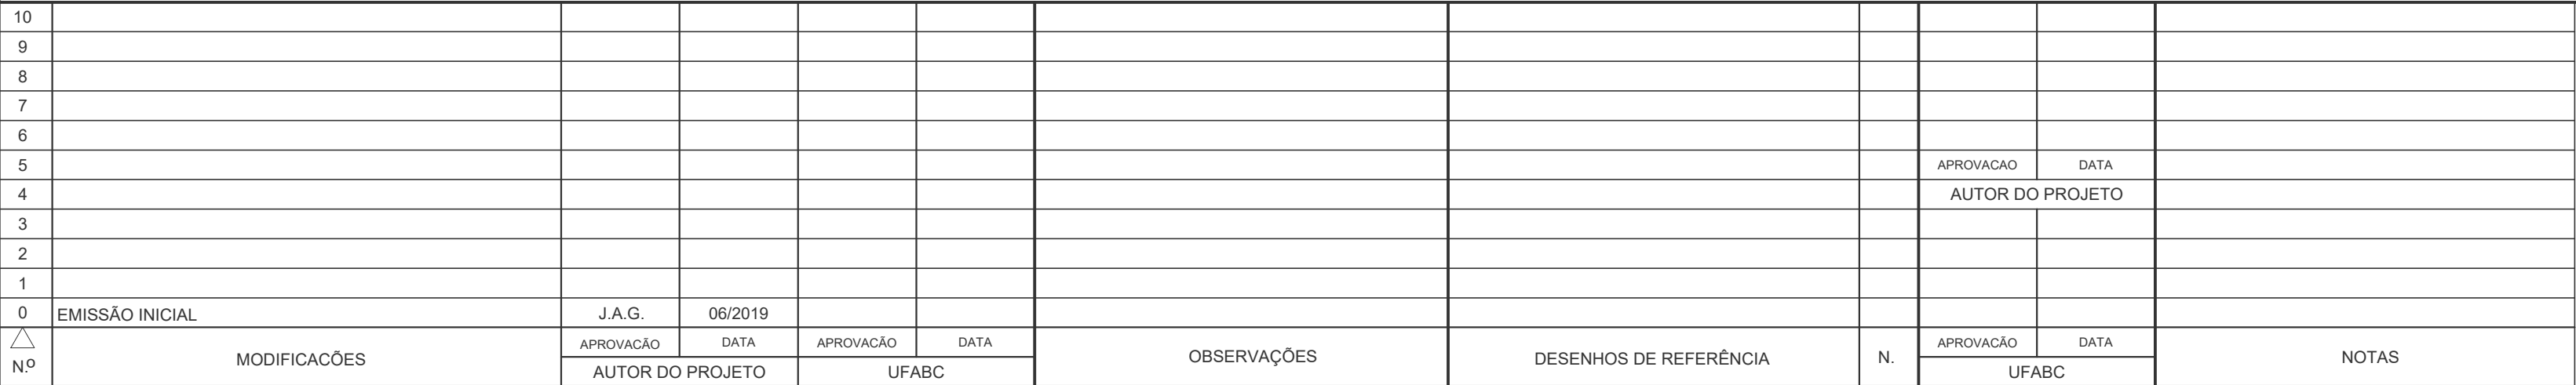 10
9
8
7
6
5 APROVACAO DATA
4 AUTOR DO PROJETO
3
2
1
0 EMISSÃO INICIAL J.A.G. 06/2019
APROVACÃO DATA APROVACÃO DATA APROVACÃO DATA
N.º MODIFICACÕES OBSERVAÇÕES DESENHOS DE REFERÊNCIA N. NOTAS
AUTOR DO PROJETO UFABC UFABC